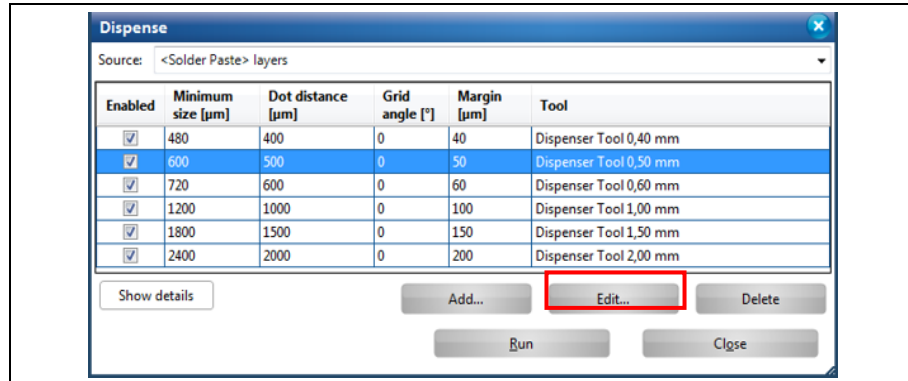 Dispense
Source: <Solder Paste> layers
Enabled Minimum size [µm] Dot distance [µm] Grid angle [°] Margin [µm] Tool
480 400 0 40 Dispenser Tool 0,40 mm
600 500 0 50 Dispenser Tool 0,50 mm
720 600 0 60 Dispenser Tool 0,60 mm
1200 1000 0 100 Dispenser Tool 1,00 mm
1800 1500 0 150 Dispenser Tool 1,50 mm
2400 2000 0 200 Dispenser Tool 2,00 mm
Show details Add... Edit... Delete
Run Close